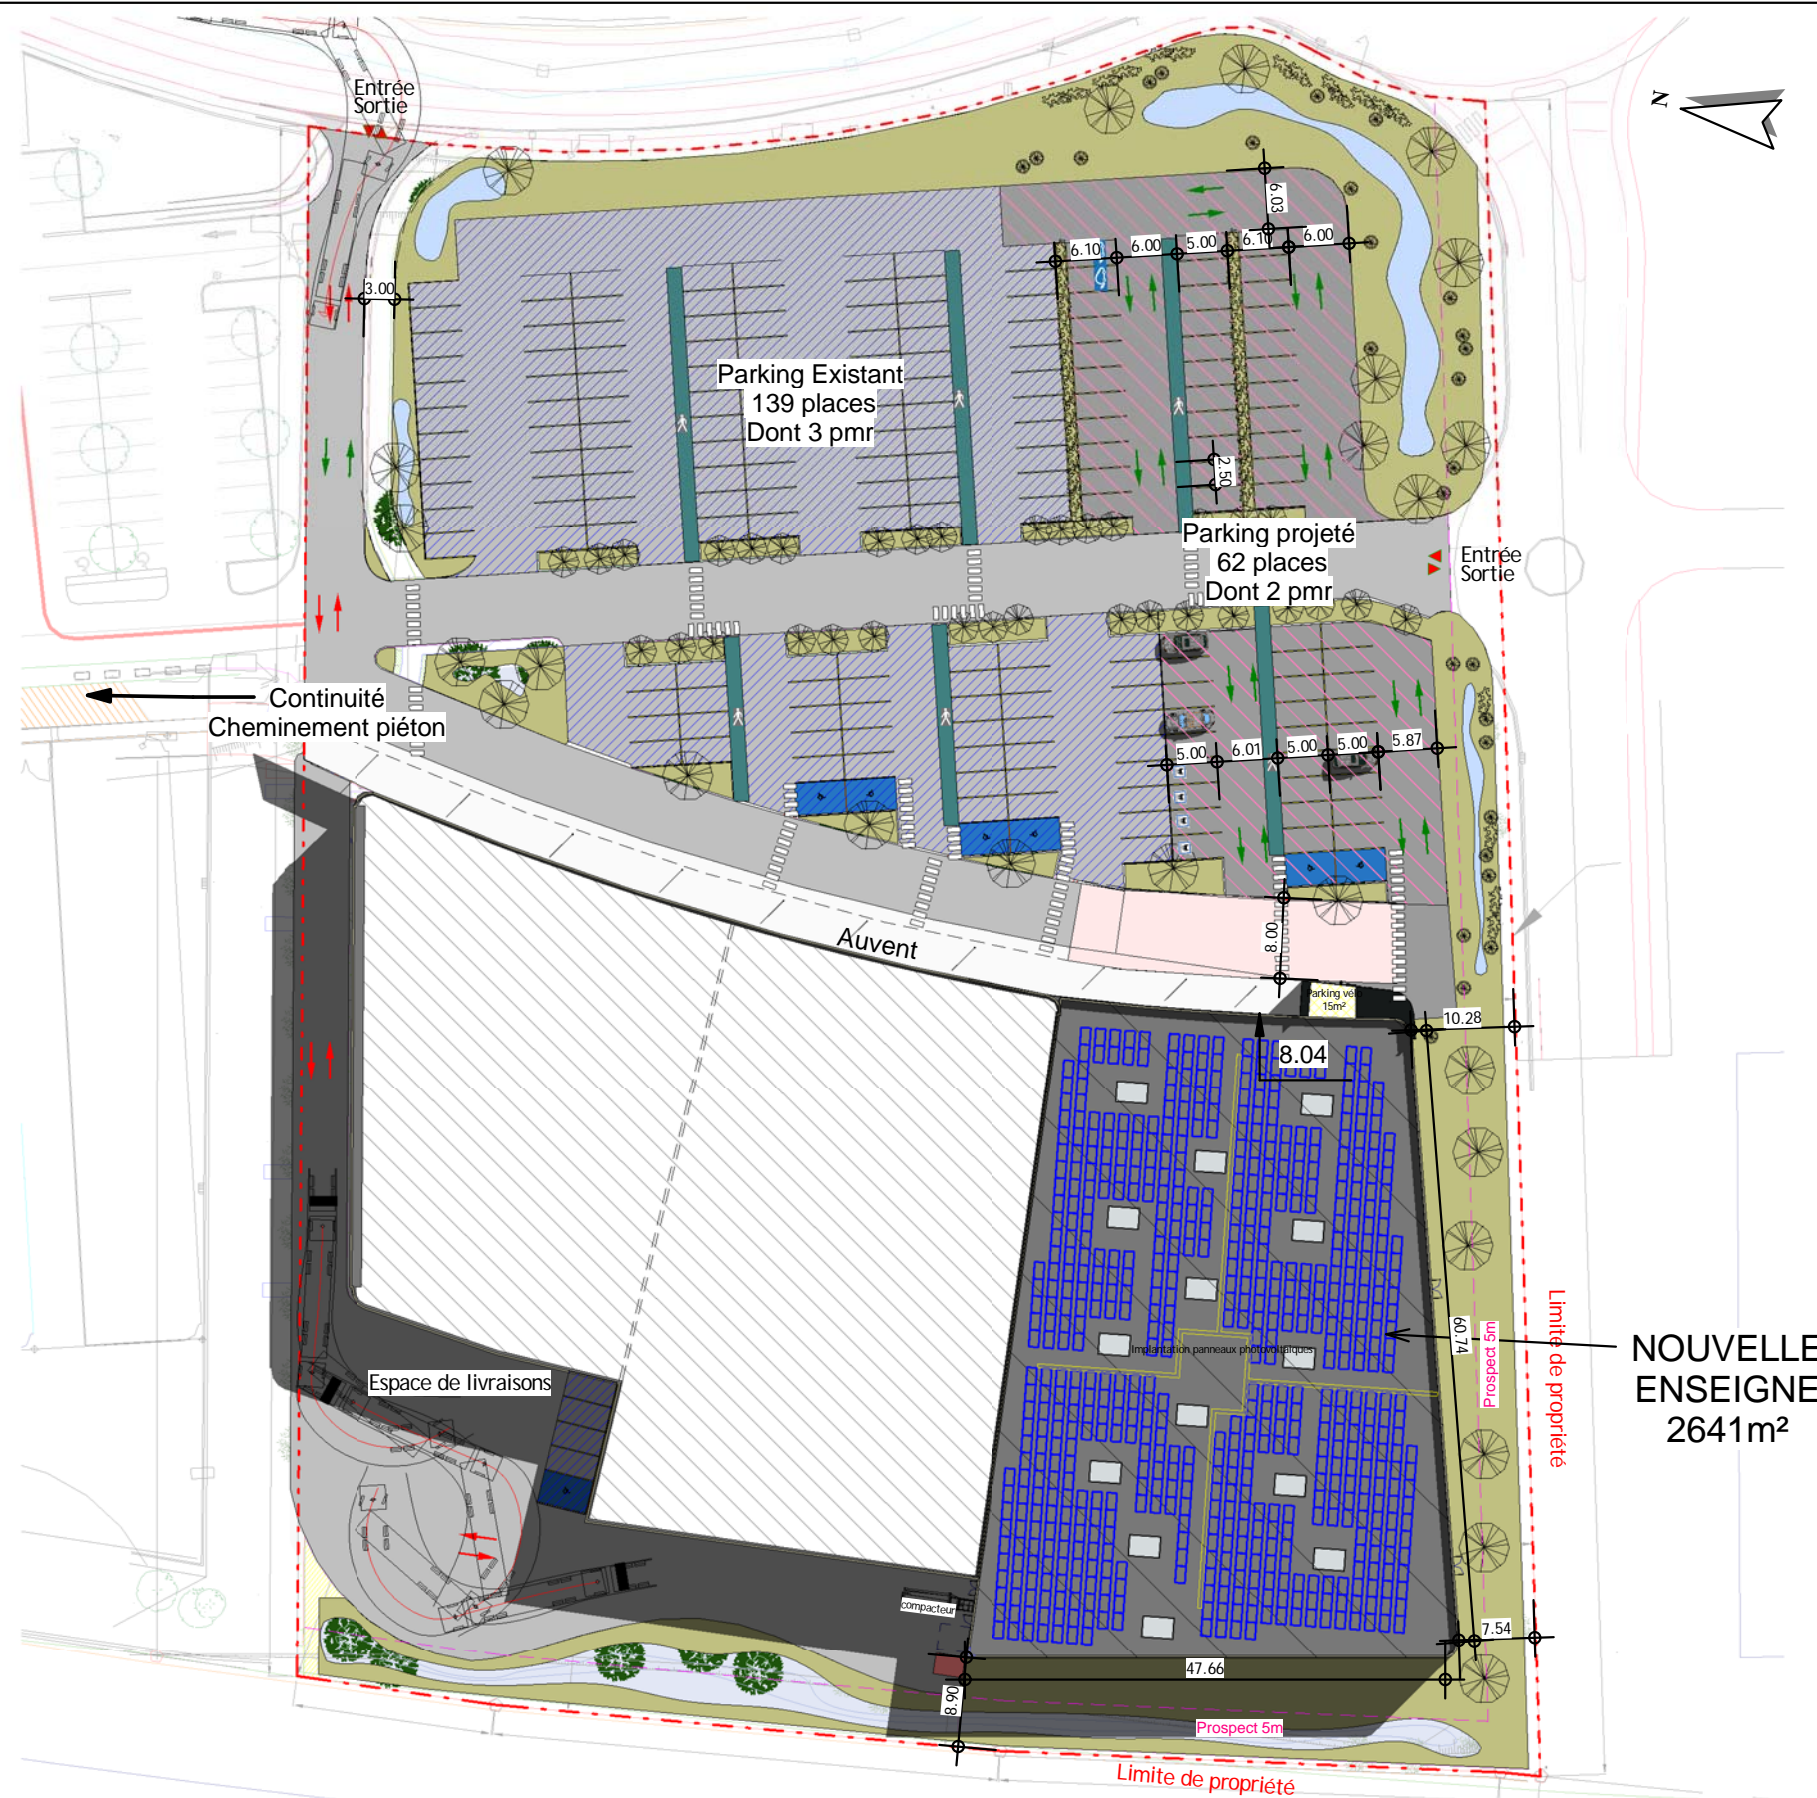 Entrée
Sortie
N
6.03
6.10
6.00
5.00
6.10
6.00
3.00
Parking Existant
139 places
Dont 3 pmr
2.50
Parking projeté
62 places
Dont 2 pmr
Entrée
Sortie
Continuité
Cheminement piéton
5.00
6.01
5.00
5.00
5.87
Auvent
8.00
Parking vélo
15m²
10.28
8.04
60.74
Prospect 5m
Limite de propriété
Implantation panneaux photovoltaïques
NOUVELLE
ENSEIGNE
2641m²
Espace de livraisons
compacteur
7.54
47.66
8.60
Prospect 5m
Limite de propriété